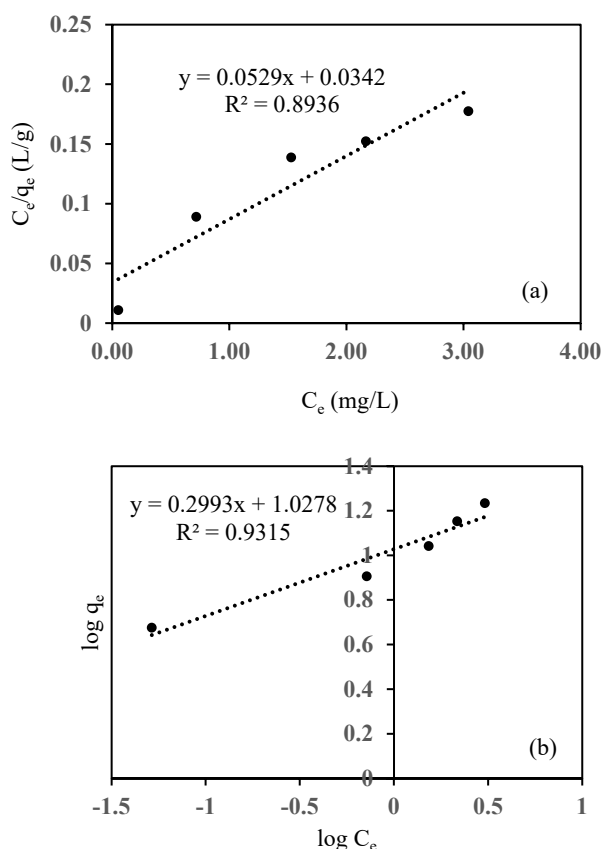 0.25
y = 0.0529x + 0.0342
R² = 0.8936
0.2
0.15
0.1
0.05
0
Cₑ/qₑ (L/g)
(a)
0.00 1.00 2.00 3.00 4.00
Cₑ (mg/L)
1.4
y = 0.2993x + 1.0278
R² = 0.9315
1.2
1
0.8
0.6
0.4
0.2
0
log qₑ
(b)
-1.5 -1 -0.5 0 0.5 1
log Cₑ